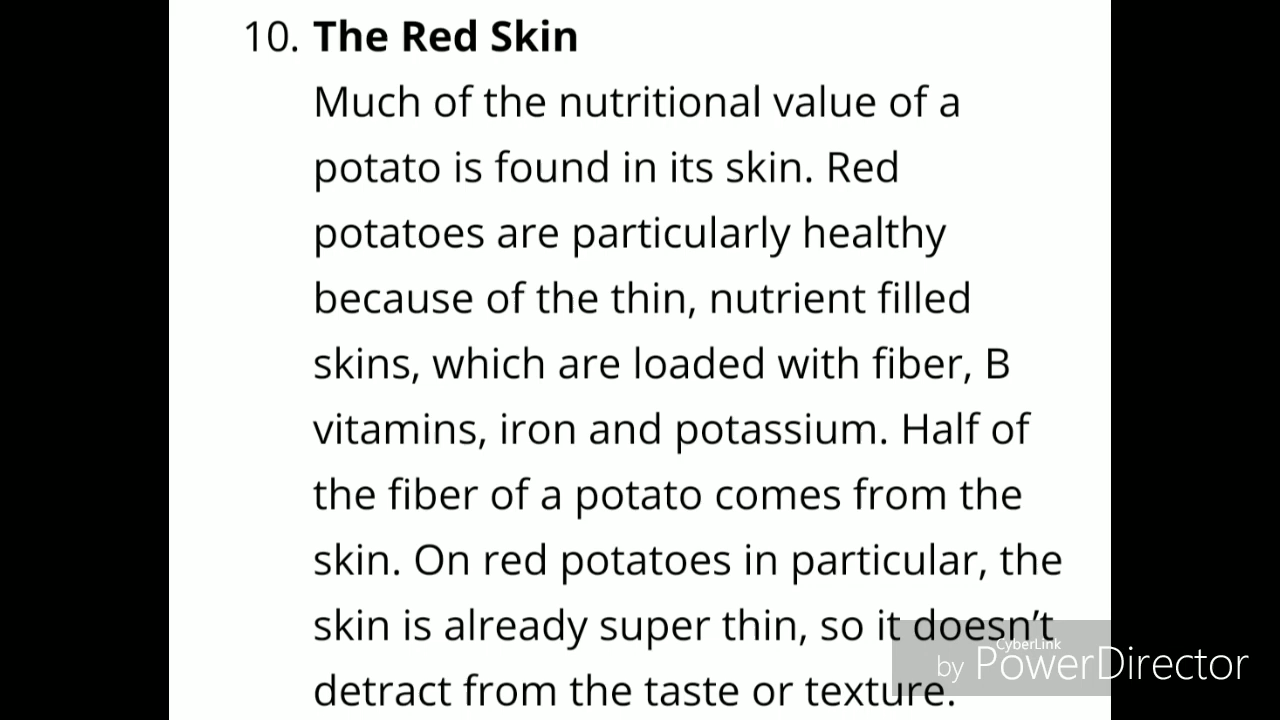 10. The Red Skin
Much of the nutritional value of a
potato is found in its skin. Red
potatoes are particularly healthy
because of the thin, nutrient filled
skins, which are loaded with fiber, B
vitamins, iron and potassium. Half of
the fiber of a potato comes from the
skin. On red potatoes in particular, the
skin is already super thin, so it doesn’t
detract from the taste or texture.
CyberLink
by PowerDirector